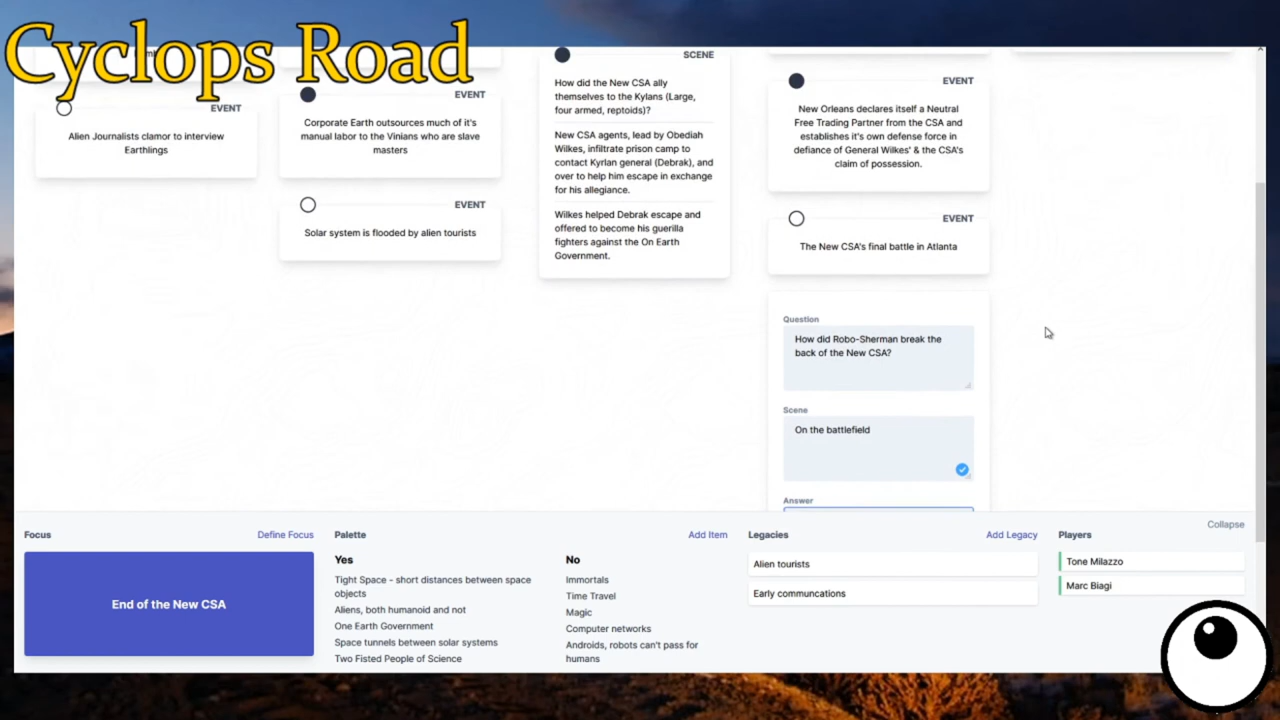 Cyclops Road
EVENT
Alien Journalists clamor to interview
Earthlings
EVENT
Corporate Earth outsources much of it's
manual labor to the Vinians who are slave
masters
EVENT
Solar system is flooded by alien tourists
SCENE
How did the New CSA ally
themselves to the Kylans (Large,
four armed, reptoids)?
New CSA agents, lead by Obediah
Wilkes, infiltrate prison camp to
contact Kyrlan general (Debrak), and
over to help him escape in exchange
for his allegiance.
Wilkes helped Debrak escape and
offered to become his guerilla
fighters against the On Earth
Government.
EVENT
New Orleans declares itself a Neutral
Free Trading Partner from the CSA and
establishes it's own defense force in
defiance of General Wilkes' & the CSA's
claim of possession.
EVENT
The New CSA's final battle in Atlanta
Question
How did Robo-Sherman break the
back of the New CSA?
Scene
On the battlefield
Answer
Collapse
Focus
Define Focus
End of the New CSA
Palette
Add Item
Yes
Tight Space - short distances between space
objects
Aliens, both humanoid and not
One Earth Government
Space tunnels between solar systems
Two Fisted People of Science
No
Immortals
Time Travel
Magic
Computer networks
Androids, robots can't pass for
humans
Legacies
Add Legacy
Alien tourists
Early communcations
Players
Tone Milazzo
Marc Biagi